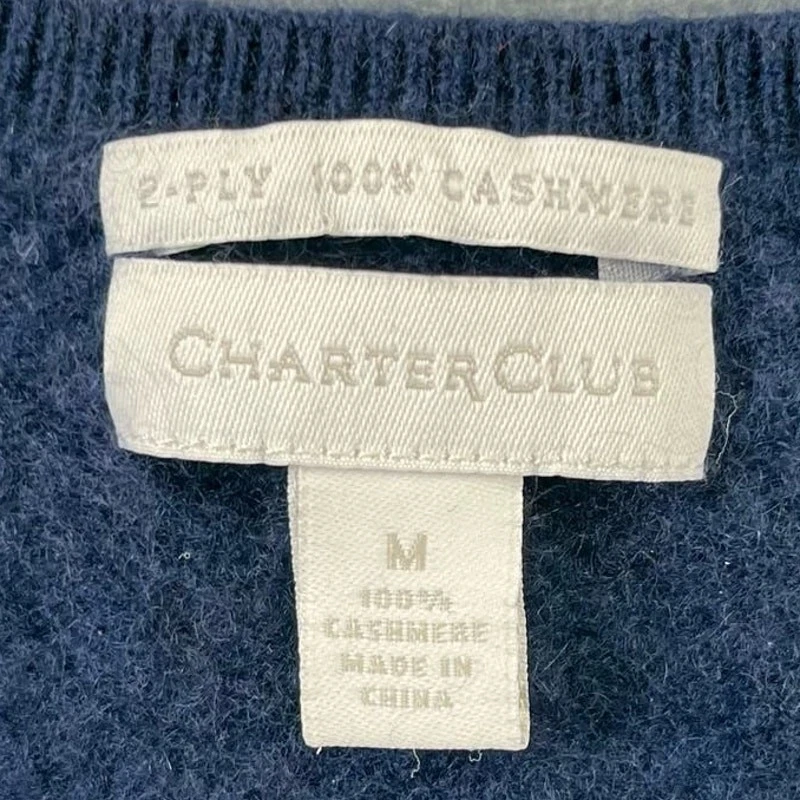 2-PLY 100% CASHMERE
CHARTER CLUB
M
100%
CASHMERE
MADE IN
CHINA